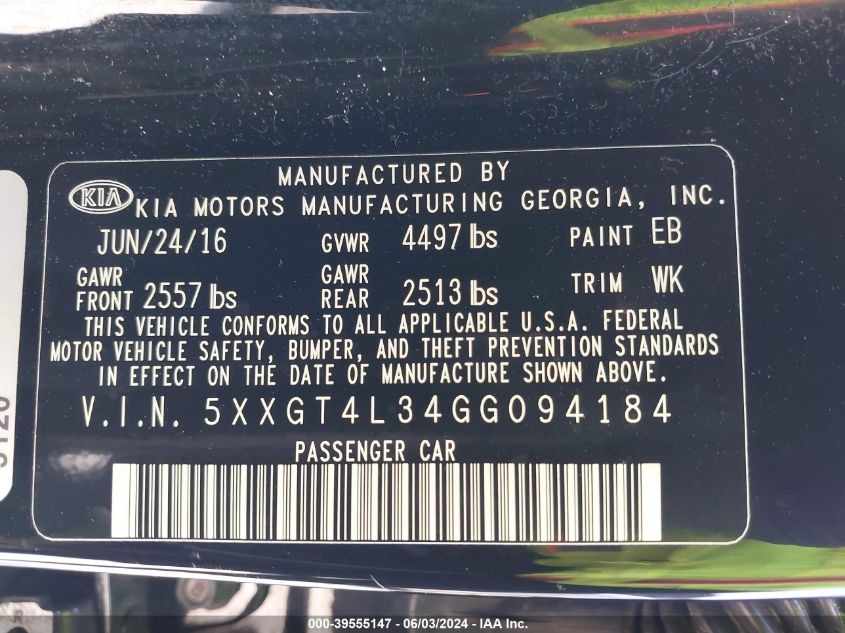 MANUFACTURED BY
KIA KIA MOTORS MANUFACTURING GEORGIA, INC.
JUN/24/16 GVWR 4497 lbs PAINT EB
GAWR FRONT 2557 lbs GAWR REAR 2513 lbs TRIM WK
THIS VEHICLE CONFORMS TO ALL APPLICABLE U.S.A. FEDERAL
MOTOR VEHICLE SAFETY, BUMPER, AND THEFT PREVENTION STANDARDS
IN EFFECT ON THE DATE OF MANUFACTURE SHOWN ABOVE.
V.I.N. 5XXGT4L34GG094184
PASSENGER CAR
000-39555147 - 06/03/2024 - IAA Inc.